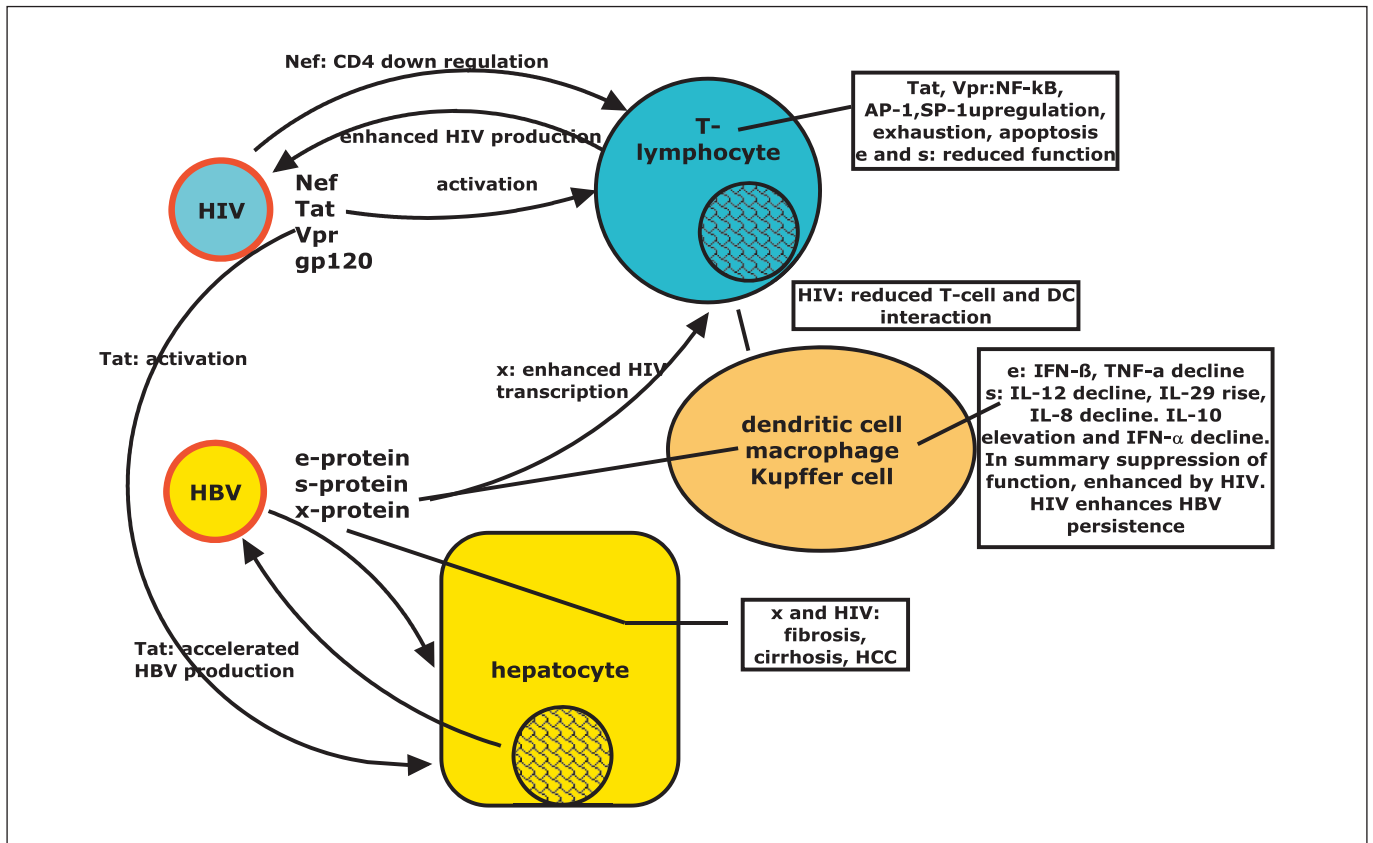 Nef: CD4 down regulation
enhanced HIV production
activation
HIV
Nef
Tat
Vpr
gp120
T-
lymphocyte
Tat, Vpr:NF-kB,
AP-1,SP-1upregulation,
exhaustion, apoptosis
e and s: reduced function
HIV: reduced T-cell and DC
interaction
Tat: activation
x: enhanced HIV
transcription
dendritic cell
macrophage
Kupffer cell
e: IFN-ß, TNF-a decline
s: IL-12 decline, IL-29 rise,
IL-8 decline. IL-10
elevation and IFN-α decline.
In summary suppression of
function, enhanced by HIV.
HIV enhances HBV
persistence
HBV
e-protein
s-protein
x-protein
x and HIV:
fibrosis,
cirrhosis, HCC
Tat: accelerated
HBV production
hepatocyte